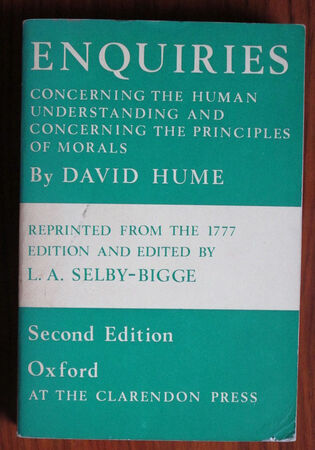 ENQUIRIES
CONCERNING THE HUMAN
UNDERSTANDING AND
CONCERNING THE PRINCIPLES
OF MORALS
By DAVID HUME
REPRINTED FROM THE 1777
EDITION AND EDITED BY
L. A. SELBY-BIGGE
Second Edition
Oxford
AT THE CLARENDON PRESS